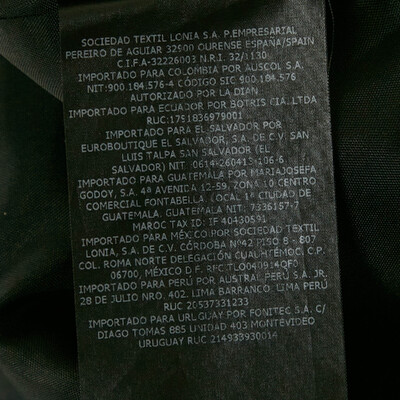 SOCIEDAD TEXTIL LONIA S.A. P.EMPRESARIAL
PEREIRO DE AGUIAR 32900 OURENSE ESPAÑA/SPAIN
C.I.F.A-32226003 N.R.I. 32/1130
IMPORTADO PARA COLOMBIA POR AUSCOL S.A.
NIT:900.184.576-4 CÓDIGO SIC 900.184.576
AUTORIZADO POR LA DIAN
IMPORTADO PARA ECUADOR POR BOTRIS CIA.LTDA
RUC:1751836979001
IMPORTADO PARA EL SALVADOR POR
EUROBOUTIQUE EL SALVADOR, S.A. DE C.V. SAN
LUIS TALPA SAN SALVADOR (EL
SALVADOR) NIT: 0614-260413-106-6
IMPORTADO PARA GUATEMALA POR MARIAJOSEFA
GODOY, S.A. 4ª AVENIDA 12-59, ZONA 10 CENTRO
COMERCIAL FONTABELLA. LOCAL 1ª CIUDAD DE
GUATEMALA. GUATEMALA NIT: 7336157-7
MAROC TAX ID: IF 40430591
IMPORTADO PARA MÉXICO POR SOCIEDAD TEXTIL
LONIA, S.A. DE C.V. CÓRDOBA Nº42 PISO 8 - 807
COL. ROMA NORTE DELEGACIÓN CUAUHTÉMOC, C.P.
06700, MÉXICO D.F. RFC TLO040914QF0
IMPORTADO PARA PERÚ POR AUSTRAL PERÚ S.A. JR.
28 DE JULIO NRO. 402. LIMA BARRANCO. LIMA PERÚ
RUC 20537331233
IMPORTADO PARA URUGUAY POR FONITEC S.A. C/
DIAGO TOMAS 885 UNIDAD 403 MONTEVIDEO
URUGUAY RUC 214933930014